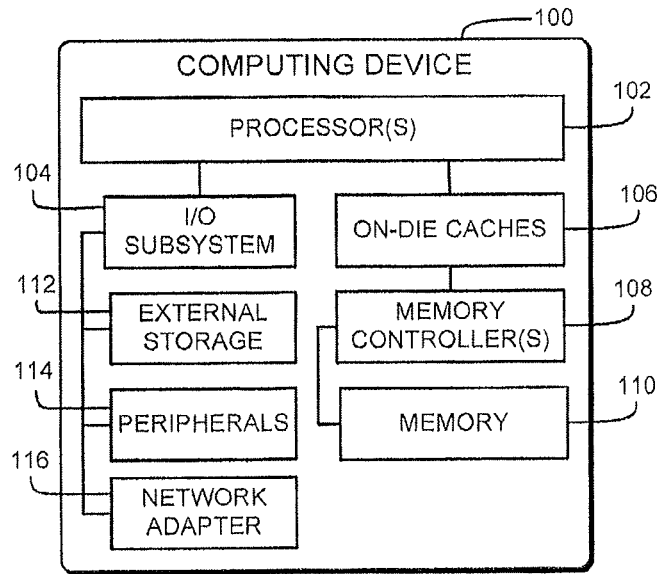 100
COMPUTING DEVICE
PROCESSOR(S)
102
104
I/O
SUBSYSTEM
ON-DIE CACHES
106
112
EXTERNAL
STORAGE
MEMORY
CONTROLLER(S)
108
114
PERIPHERALS
MEMORY
110
116
NETWORK
ADAPTER